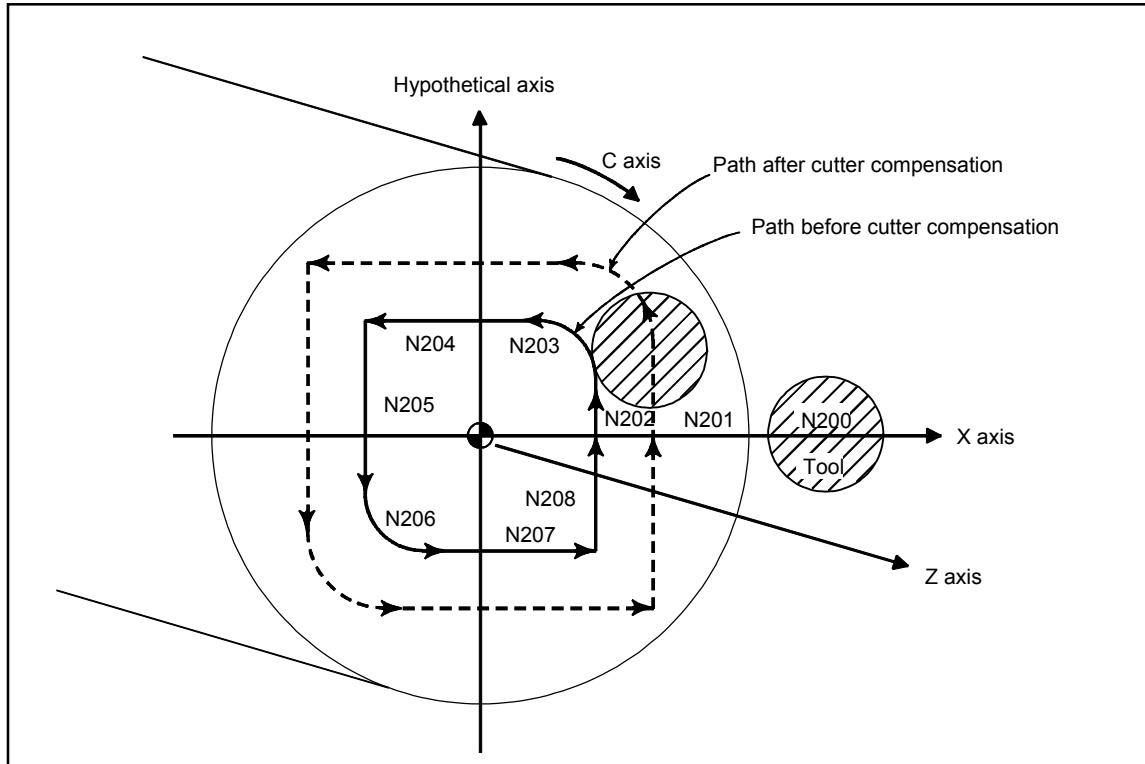 Hypothetical axis
C axis
Path after cutter compensation
Path before cutter compensation
N204
N203
N205
N202
N201
N200
X axis
Tool
N208
N206
N207
Z axis